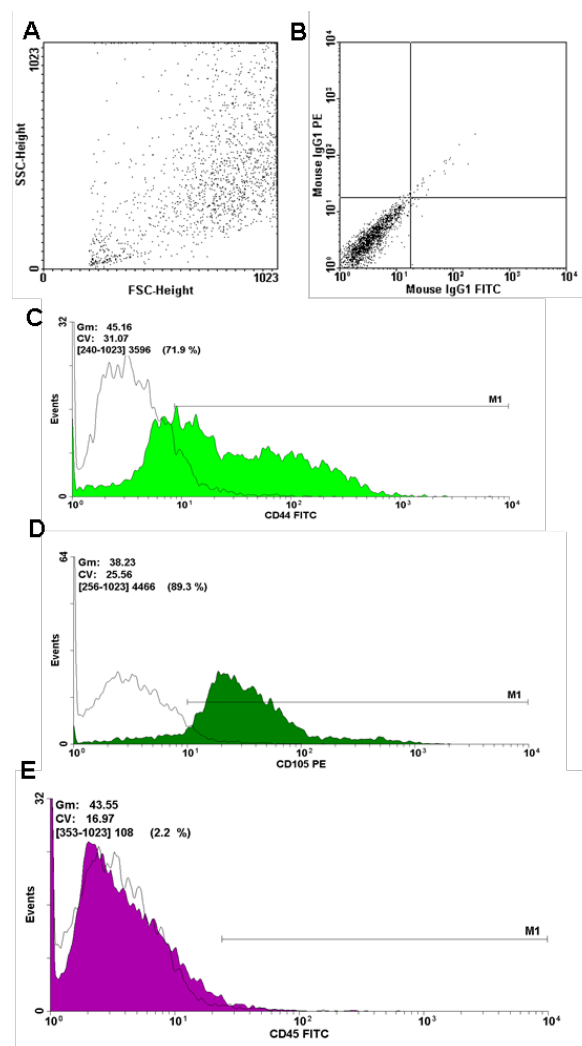 A
1023
SSC-Height
0
0
1023
FSC-Height
B
10⁴
10³
10²
10¹
10⁰
Mouse IgG1 PE
10⁰
10¹
10²
10³
10⁴
Mouse IgG1 FITC
C
32
Gm: 45.16
CV: 31.07
[240-1023] 3596 (71.9 %)
M1
Events
0
10⁰
10¹
10²
10³
10⁴
CD44 FITC
D
64
Gm: 38.23
CV: 25.56
[256-1023] 4466 (89.3 %)
M1
Events
0
10⁰
10¹
10²
10³
10⁴
CD105 PE
E
32
Gm: 43.55
CV: 16.97
[353-1023] 108 (2.2 %)
M1
Events
0
10⁰
10¹
10²
10³
10⁴
CD45 FITC